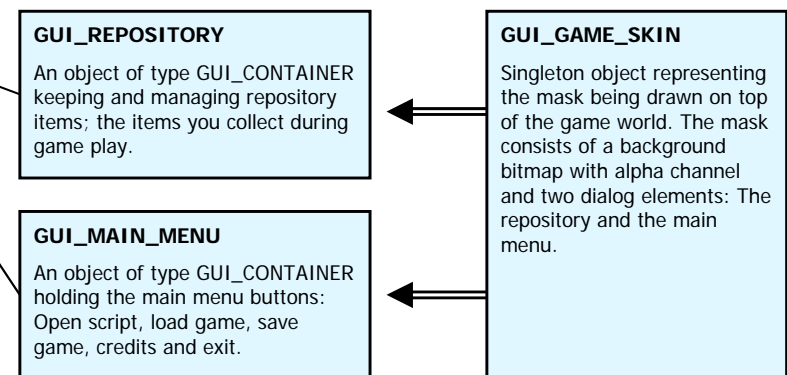 GUI_REPOSITORY
An object of type GUI_CONTAINER
keeping and managing repository
items; the items you collect during
game play.
GUI_MAIN_MENU
An object of type GUI_CONTAINER
holding the main menu buttons:
Open script, load game, save
game, credits and exit.
GUI_GAME_SKIN
Singleton object representing
the mask being drawn on top
of the game world. The mask
consists of a background
bitmap with alpha channel
and two dialog elements: The
repository and the main
menu.